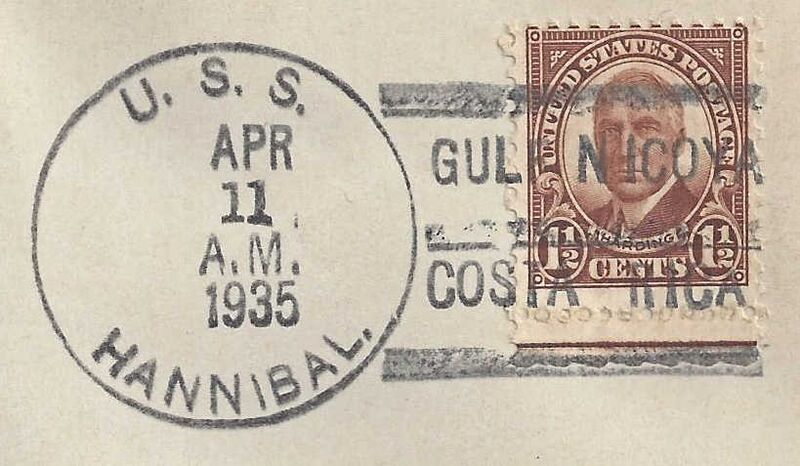 U. S. S.
APR
11
A.M.
1935
HANNIBAL.
GULF NICOYA
COSTA RICA
UNITED STATES POSTAGE
HARDING
1½ CENTS 1½